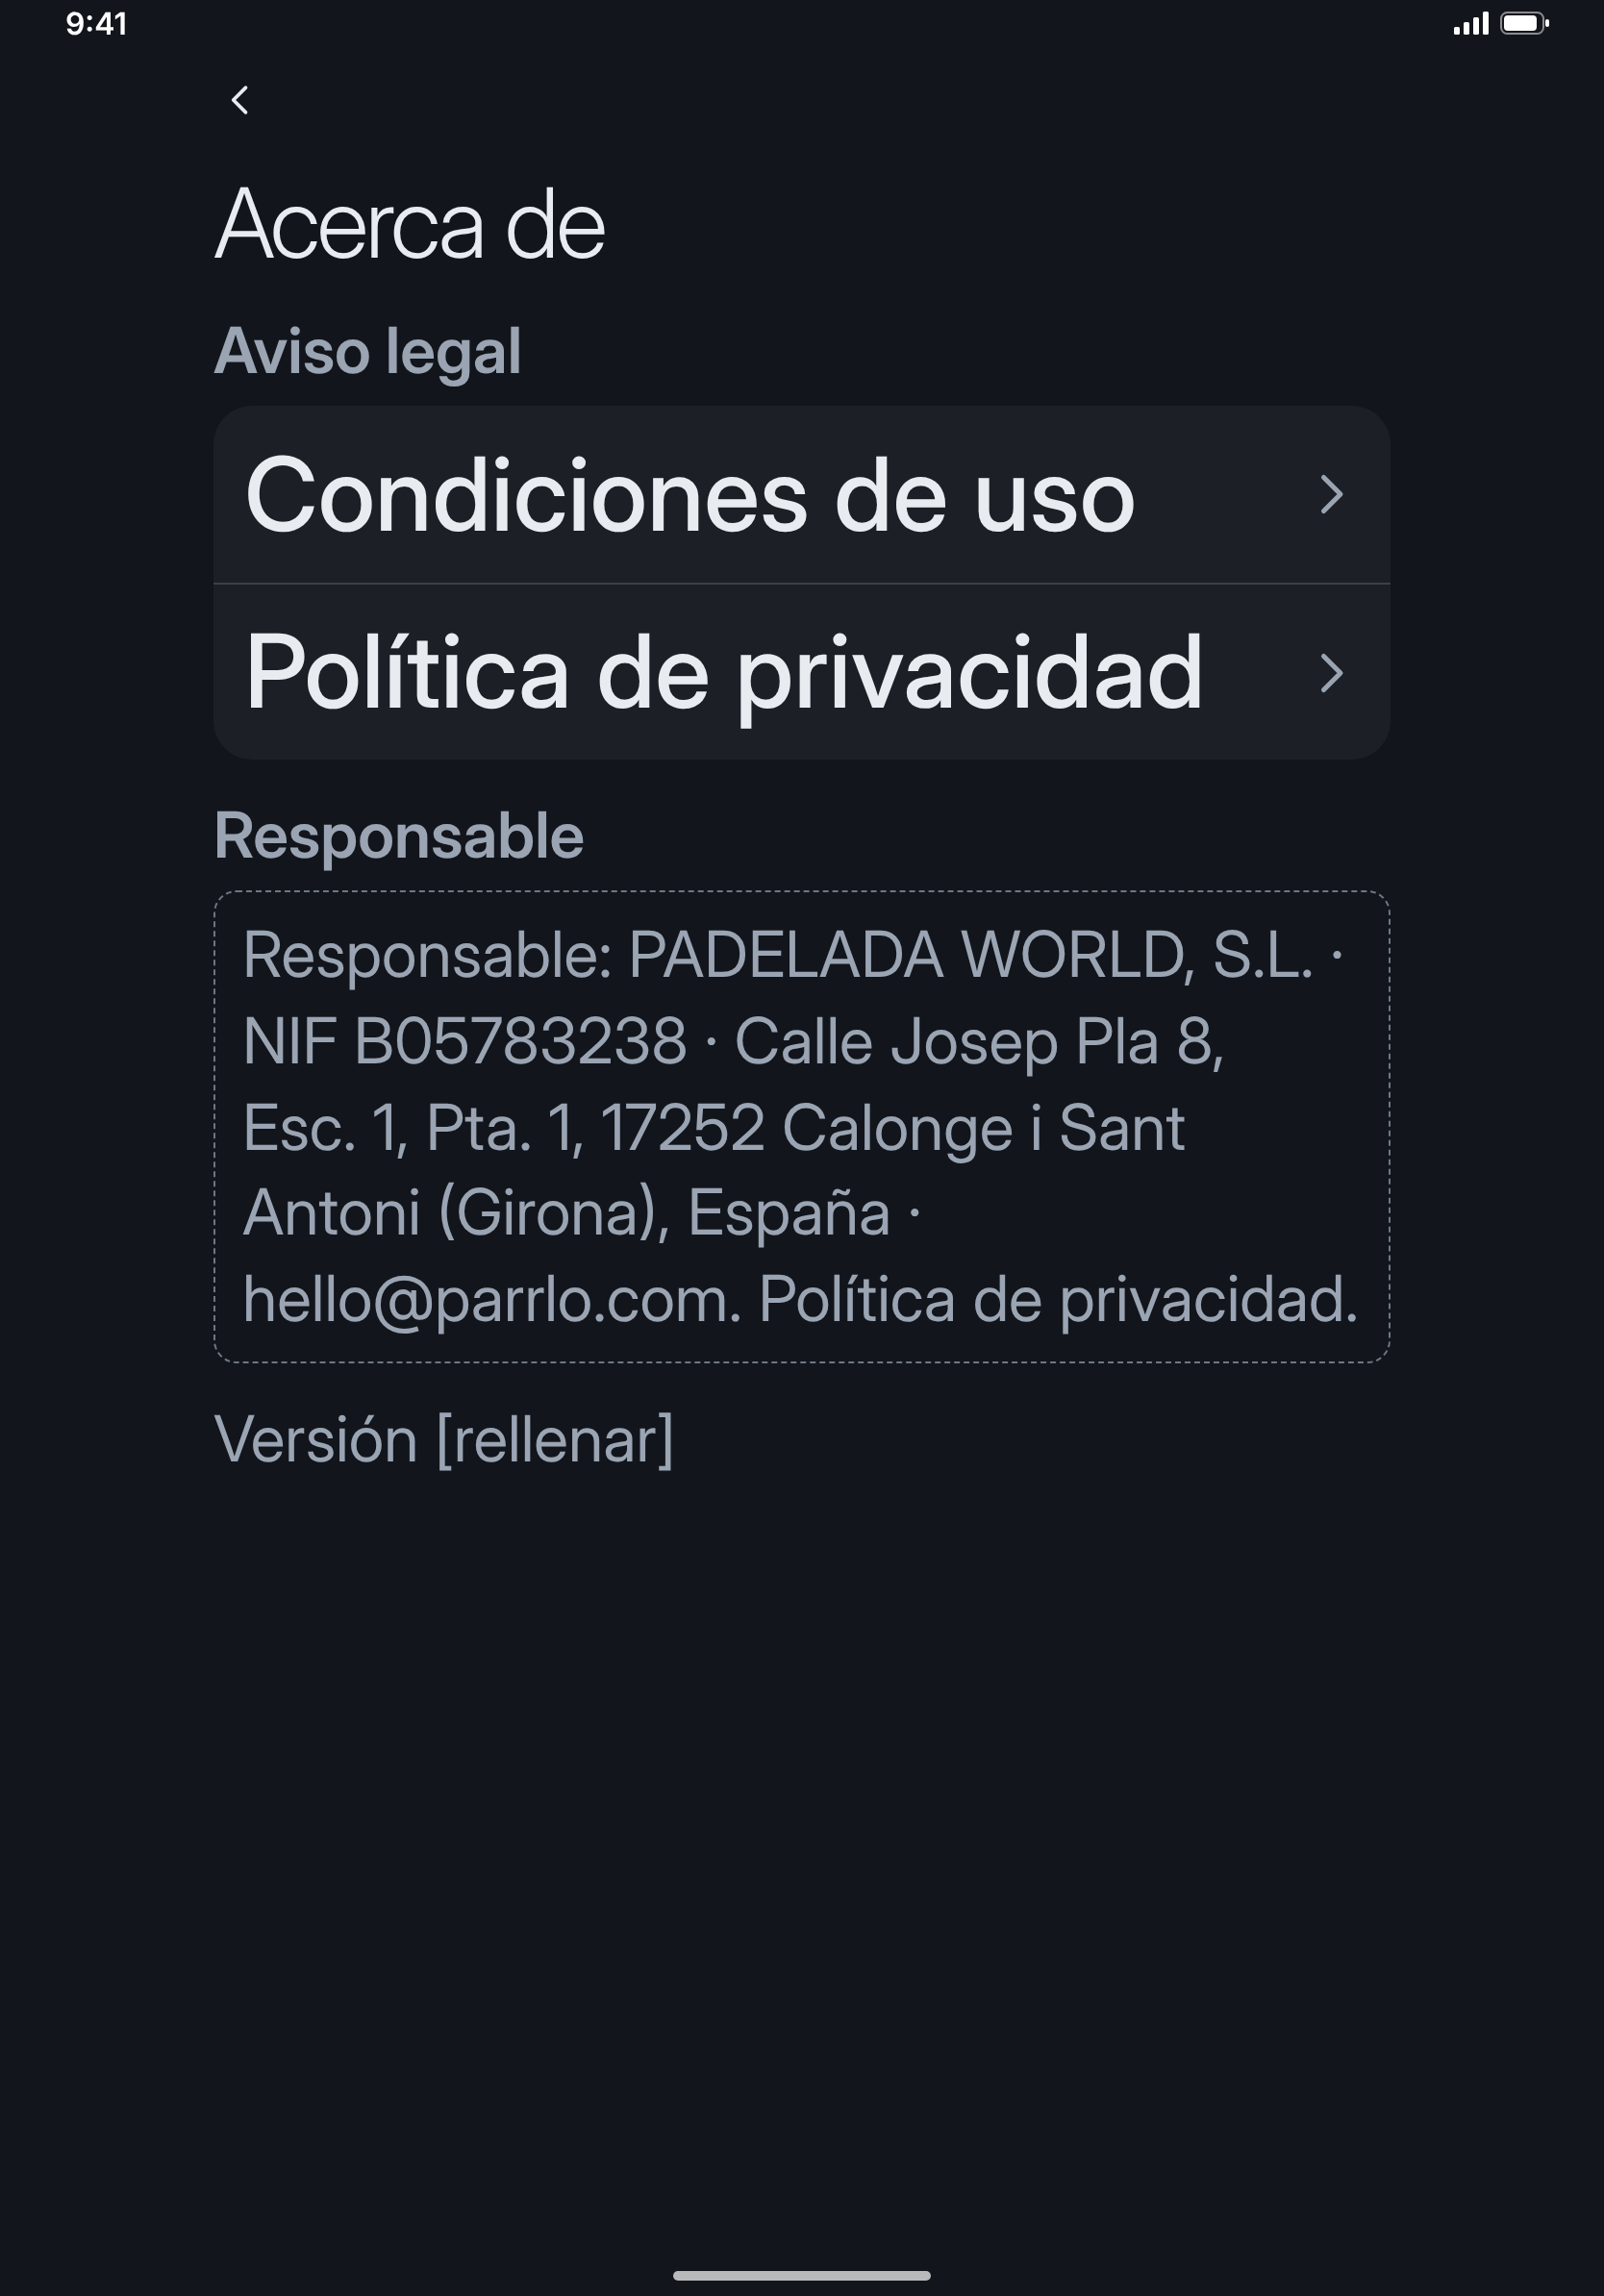 9:41
Acerca de
Aviso legal
Condiciones de uso
Política de privacidad
Responsable
Responsable: PADELADA WORLD, S.L. ·
NIF B05783238 · Calle Josep Pla 8,
Esc. 1, Pta. 1, 17252 Calonge i Sant
Antoni (Girona), España ·
hello@parrlo.com. Política de privacidad.
Versión [rellenar]